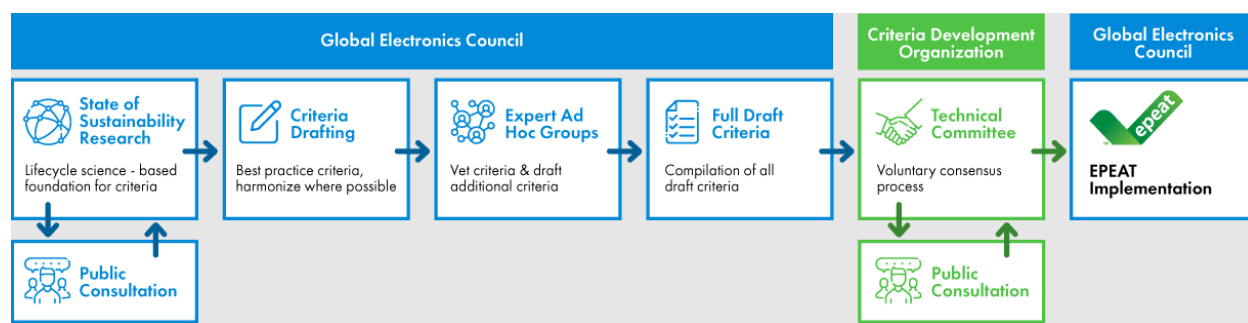 Global Electronics Council
Criteria Development
Organization
Global Electronics
Council
State of
Sustainability
Research
Lifecycle science - based
foundation for criteria
Criteria
Drafting
Best practice criteria,
harmonize where possible
Expert Ad
Hoc Groups
Vet criteria & draft
additional criteria
Full Draft
Criteria
Compilation of all
draft criteria
Technical
Committee
Voluntary consensus
process
epeat
EPEAT
Implementation
Public
Consultation
Public
Consultation